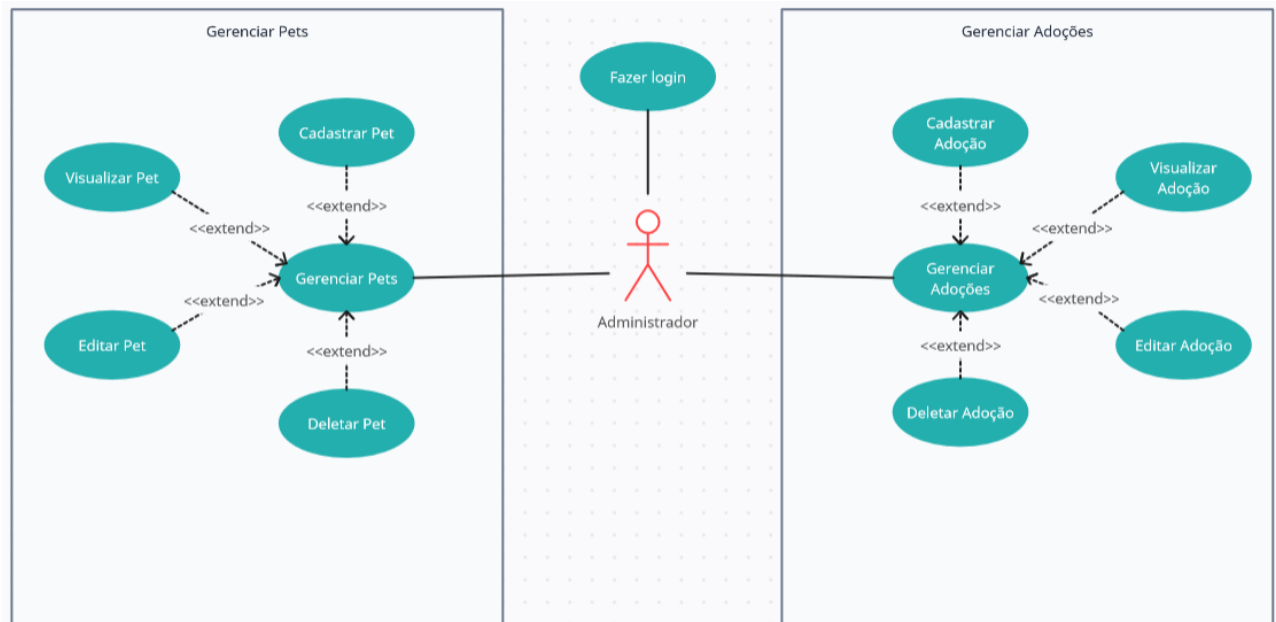 Gerenciar Pets
Cadastrar Pet
Visualizar Pet
<<extend>>
<<extend>>
Gerenciar Pets
<<extend>>
Editar Pet
<<extend>>
Deletar Pet
Fazer login
Administrador
Gerenciar Adoções
Cadastrar
Adoção
Visualizar
Adoção
<<extend>>
<<extend>>
Gerenciar
Adoções
<<extend>>
Editar Adoção
<<extend>>
Deletar Adoção